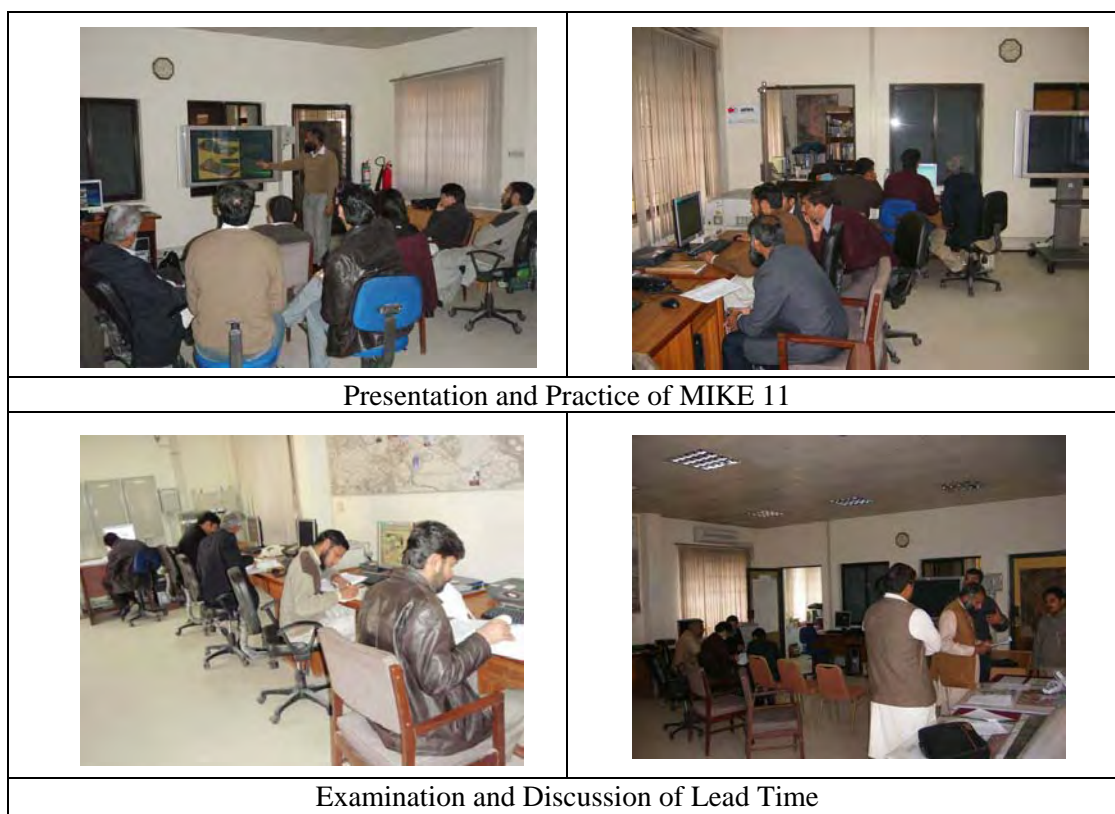 Presentation and Practice of MIKE 11
Examination and Discussion of Lead Time